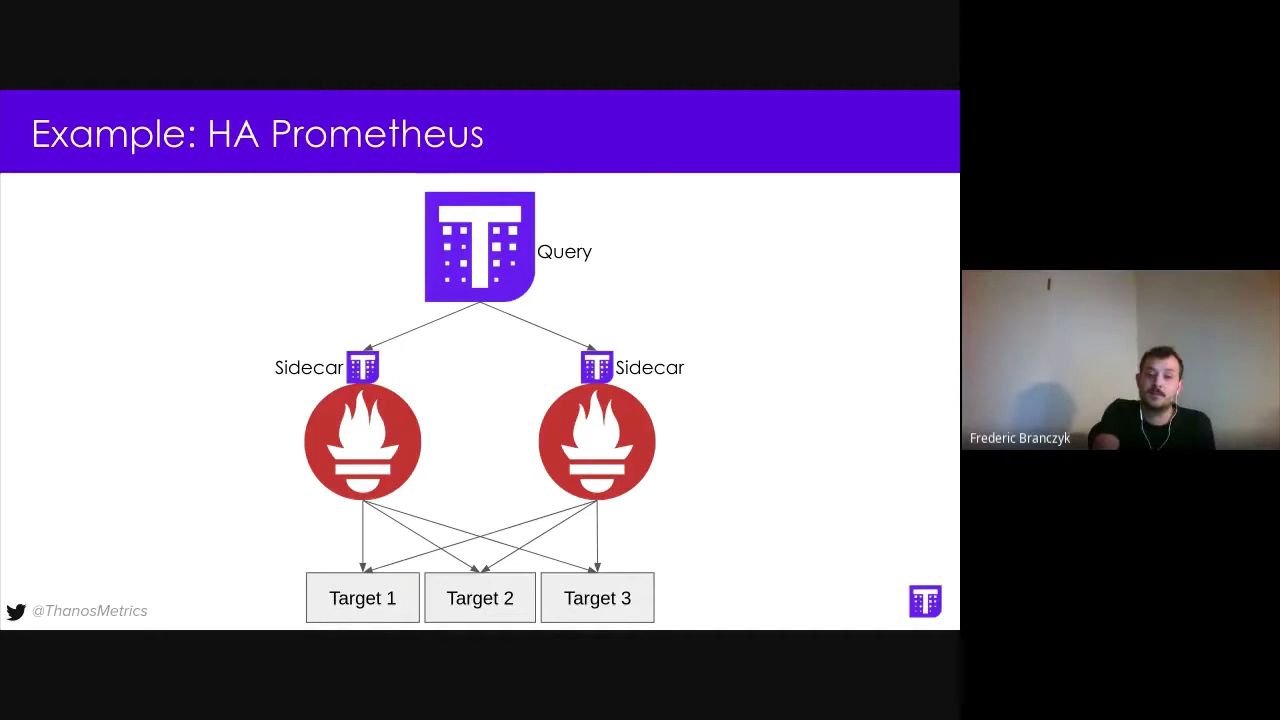 Example: HA Prometheus
Query
Sidecar
Sidecar
Frederic Branczyk
Target 1
Target 2
Target 3
@ThanosMetrics